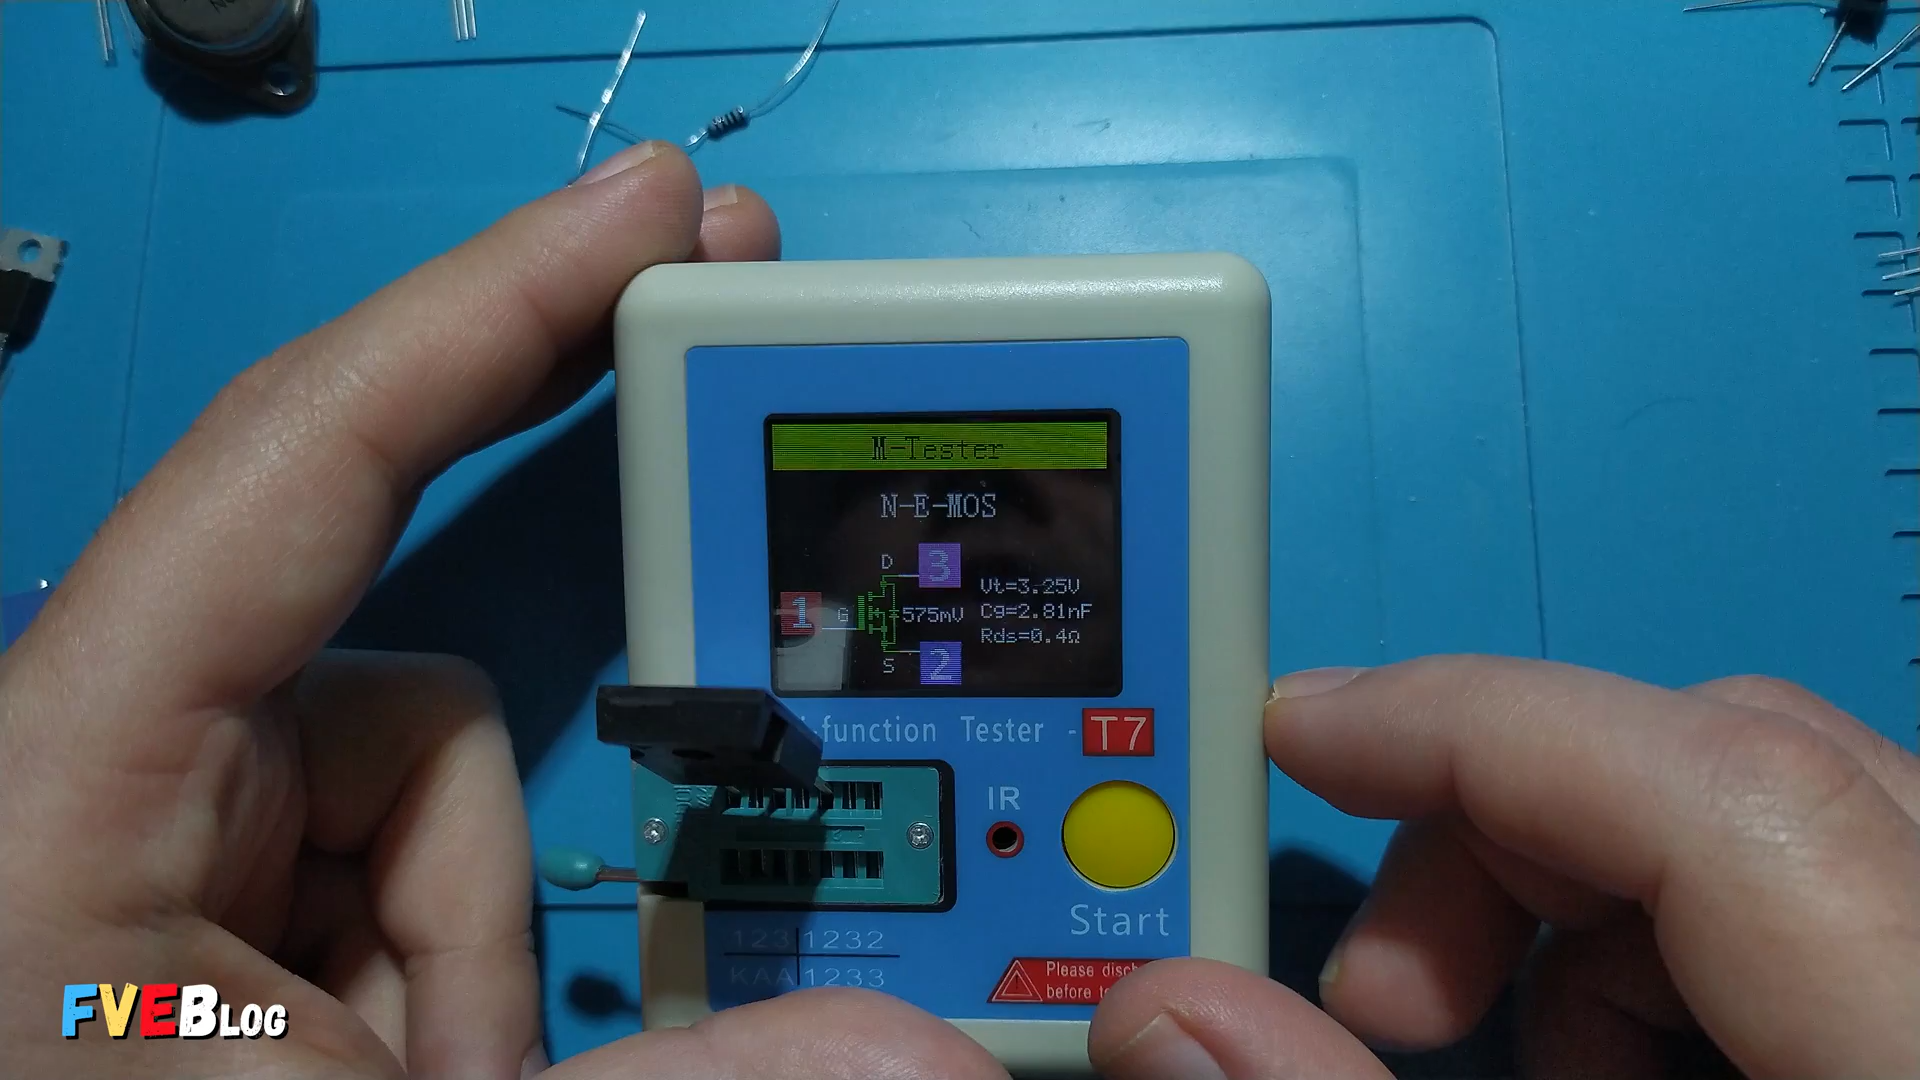 M-Tester
N-E-MOS
D
3
1
G
575mV
Vt=3.25V
Cg=2.81nF
Rds=0.4Ω
S
2
-function Tester - T7
IR
Start
123 1232
KAA 1233
Please
before
FVEBLOG